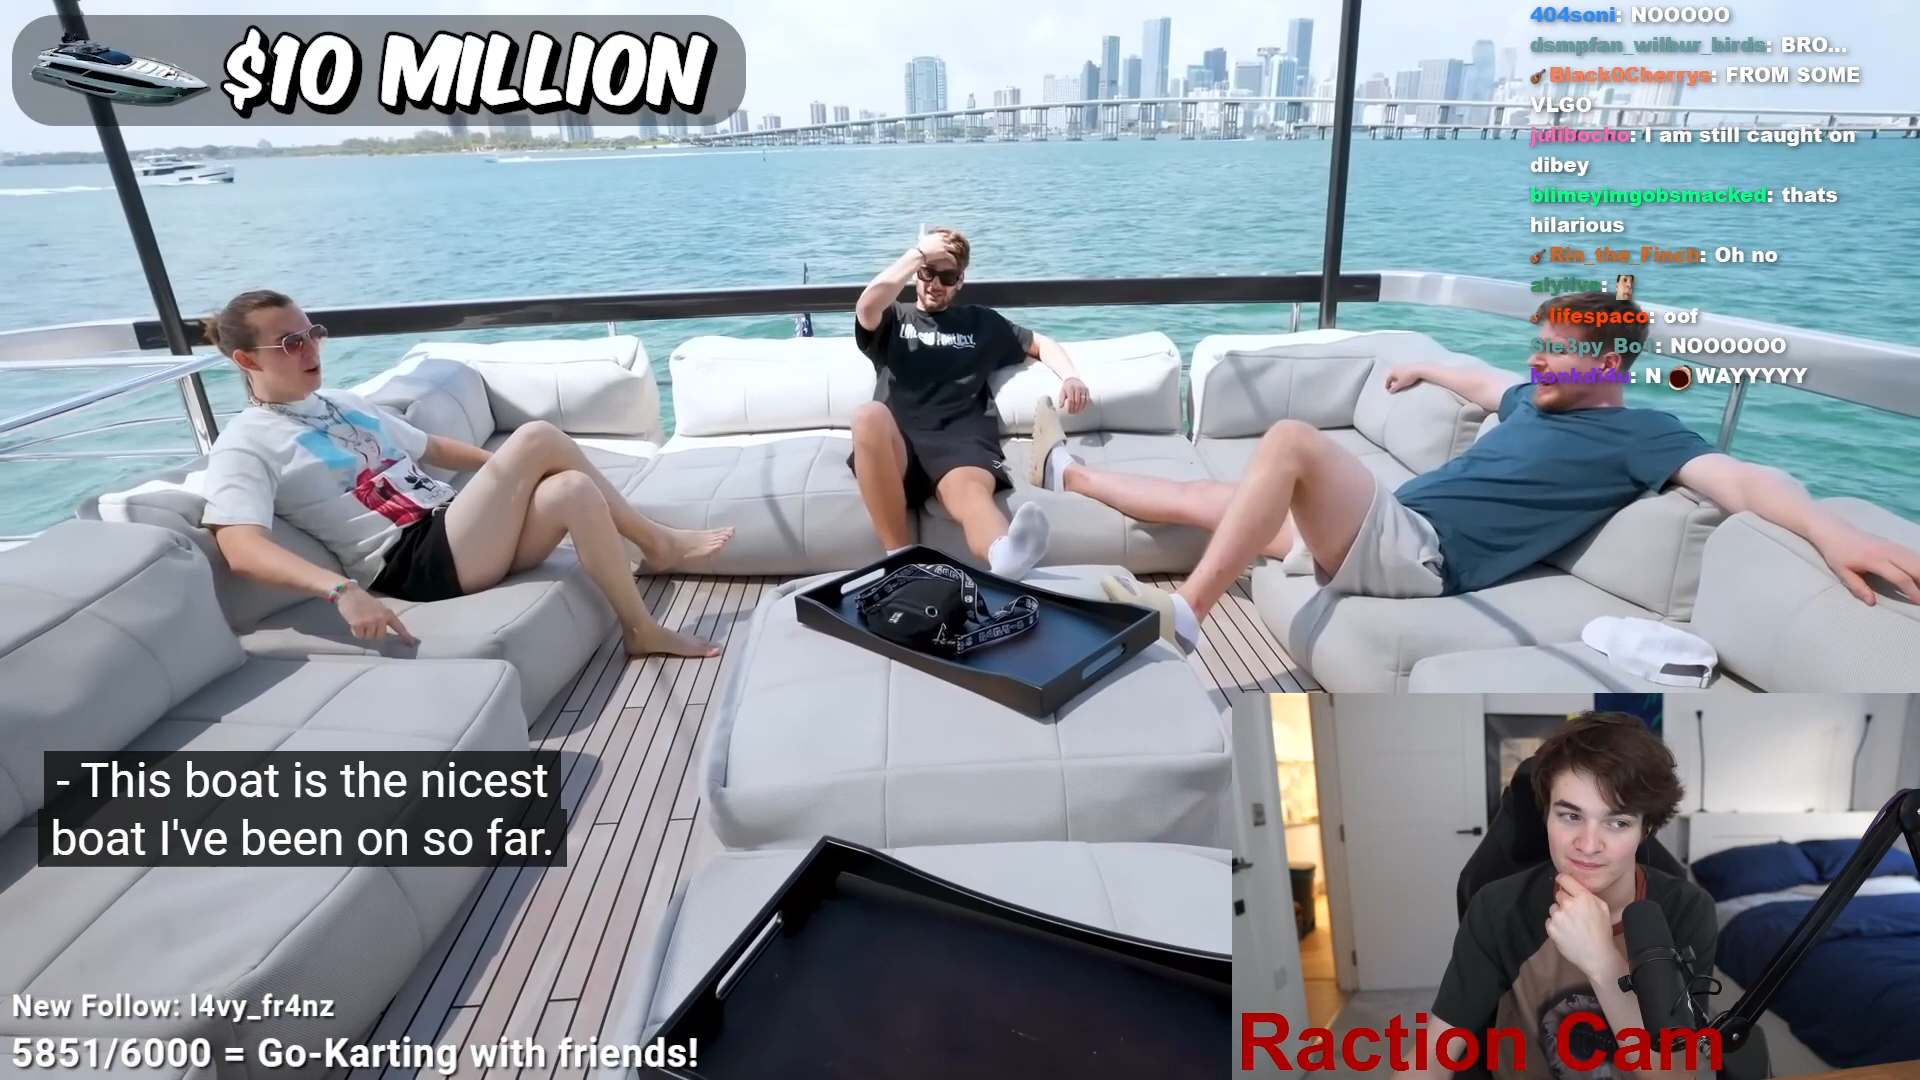 $10 MILLION
404soni: NOOOOO
dsmpfan_wilbur_birds: BRO...
Black0Cherrys: FROM SOME
VLGO
julibocho: I am still caught on
dibey
blimeyimgobsmacked: thats
hilarious
Rin_the_Finch: Oh no
alyiive:
lifespaco: oof
NOOOOOO
honkdi4u: N WAYYYYY
- This boat is the nicest
boat I've been on so far.
New Follow: l4vy_fr4nz
5851/6000 = Go-Karting with friends!
Raction Cam